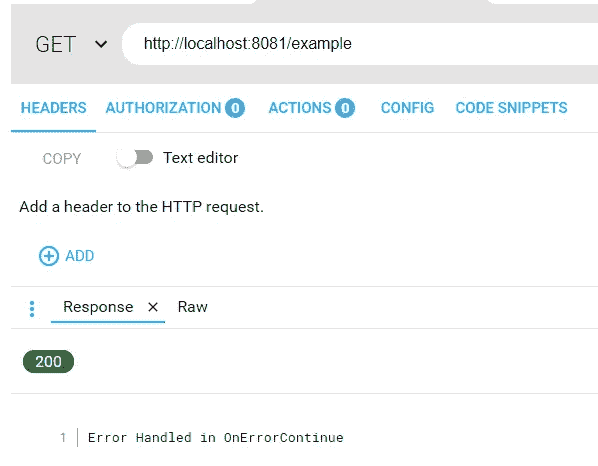 GET http://localhost:8081/example
HEADERS AUTHORIZATION 0 ACTIONS 0 CONFIG CODE SNIPPETS
COPY Text editor
Add a header to the HTTP request.
ADD
Response × Raw
200
1 Error Handled in OnErrorContinue